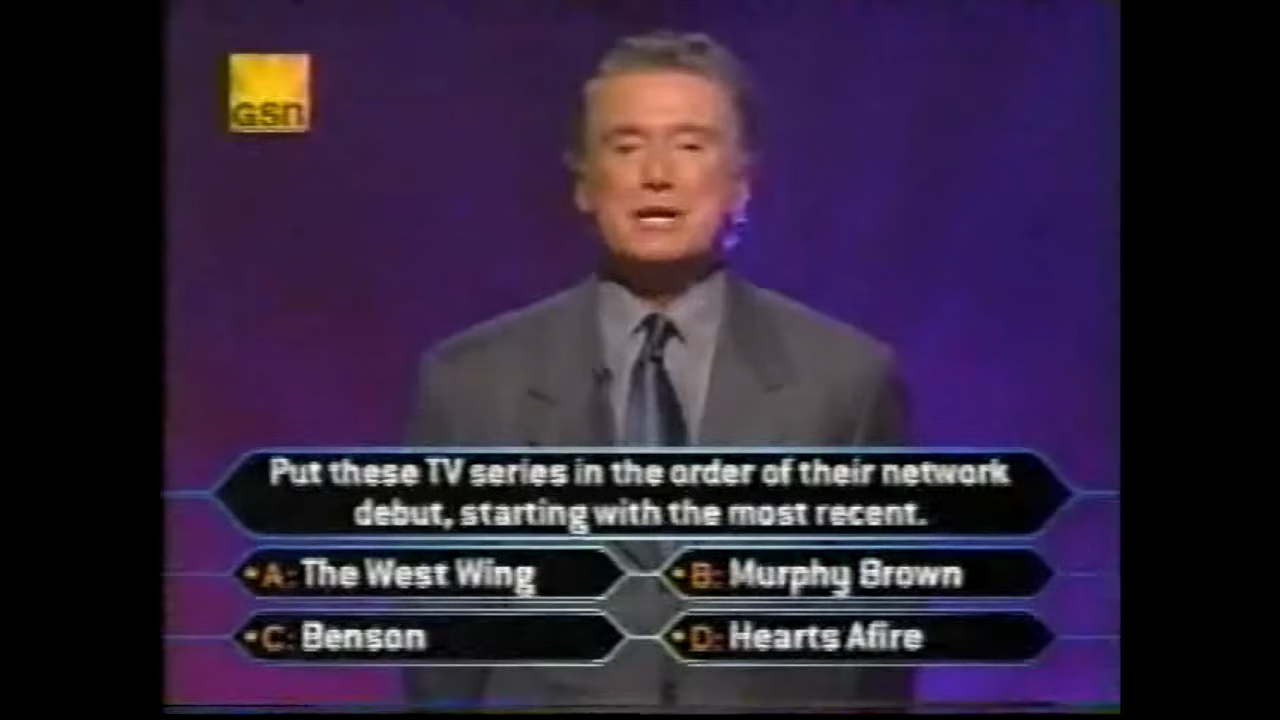 GSN
Put these TV series in the order of their network
debut, starting with the most recent.
•A: The West Wing
•B: Murphy Brown
•C: Benson
•D: Hearts Afire